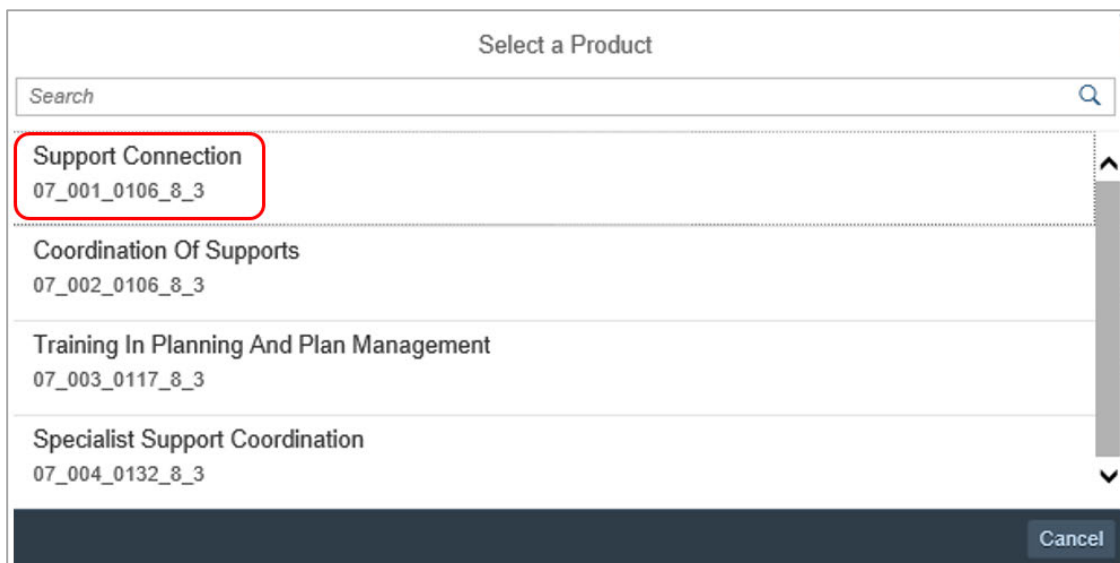 Select a Product
Search
Support Connection
07_001_0106_8_3
Coordination Of Supports
07_002_0106_8_3
Training In Planning And Plan Management
07_003_0117_8_3
Specialist Support Coordination
07_004_0132_8_3
Cancel